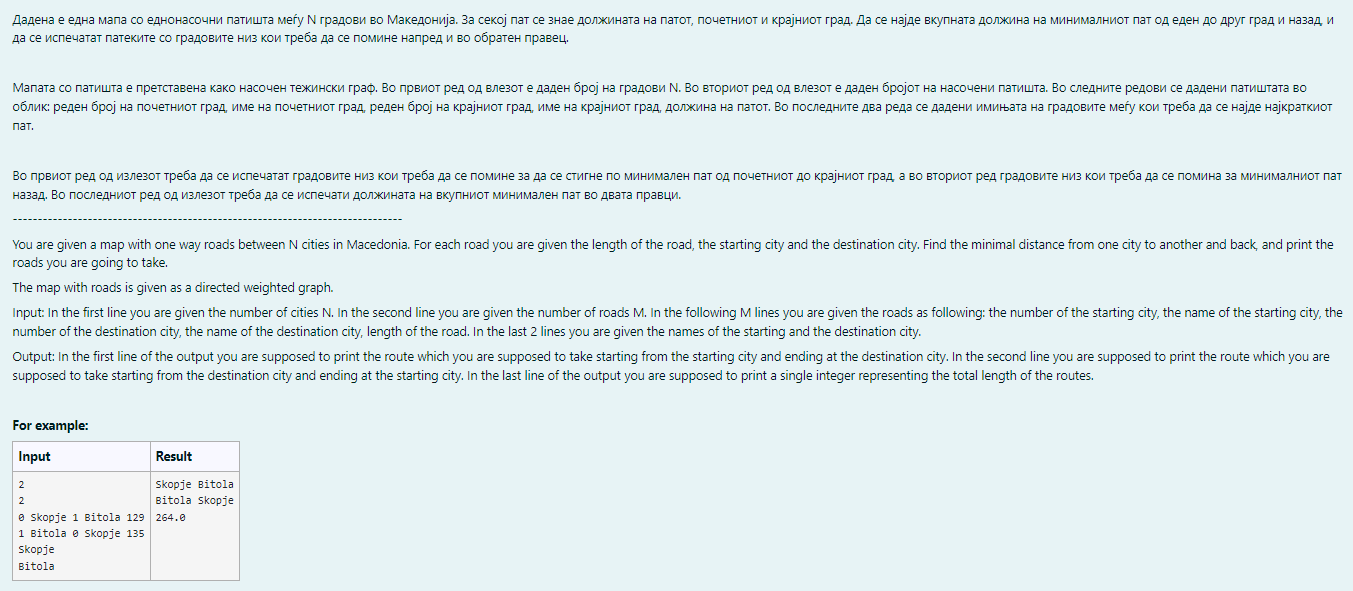 Дадена е една мапа со еднонасочни патишта меѓу N градови во Македонија. За секој пат се знае должината на патот, почетниот и крајниот град. Да се најде вкупната должина на минималниот пат од еден до друг град и назад, и
да се испечатат патеките со градовите низ кои треба да се помине напред и во обратен правец.
Мапата со патишта е претставена како насочен тежински граф. Во првиот ред од влезот е даден број на градови N. Во вториот ред од влезот е даден бројот на насочени патишта. Во следните редови се дадени патиштата во
облик: реден број на почетниот град, име на почетниот град, реден број на крајниот град, име на крајниот град, должина на патот. Во последните два реда се дадени имињата на градовите меѓу кои треба да се најде најкраткиот
пат.
Во првиот ред од излезот треба да се испечатат градовите низ кои треба да се помине за да се стигне по минимален пат од почетниот до крајниот град, а во вториот ред градовите низ кои треба да се помина за минималниот пат
назад. Во последниот ред од излезот треба да се испечати должината на вкупниот минимален пат во двата правци.
------------------------------------------------------------------------------
You are given a map with one way roads between N cities in Macedonia. For each road you are given the length of the road, the starting city and the destination city. Find the minimal distance from one city to another and back, and print the
roads you are going to take.
The map with roads is given as a directed weighted graph.
Input: In the first line you are given the number of cities N. In the second line you are given the number of roads M. In the following M lines you are given the roads as following: the number of the starting city, the name of the starting city, the
number of the destination city, the name of the destination city, length of the road. In the last 2 lines you are given the names of the starting and the destination city.
Output: In the first line of the output you are supposed to print the route which you are supposed to take starting from the starting city and ending at the destination city. In the second line you are supposed to print the route which you are
supposed to take starting from the destination city and ending at the starting city. In the last line of the output you are supposed to print a single integer representing the total length of the routes.
For example:
Input Result
2 Skopje Bitola
2 Bitola Skopje
0 Skopje 1 Bitola 129 264.0
1 Bitola 0 Skopje 135
Skopje
Bitola